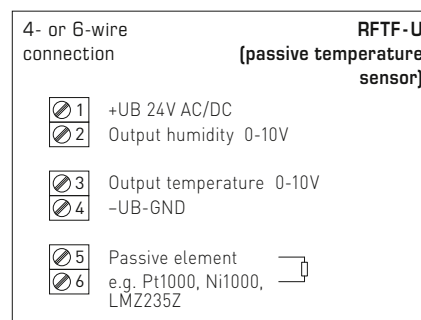 4- or 6-wire
connection
RFTF-U
(passive temperature
sensor)
1 +UB 24V AC/DC
2 Output humidity 0-10V
3 Output temperature 0-10V
4 –UB-GND
5 Passive element
6 e.g. Pt1000, Ni1000,
LMZ235Z